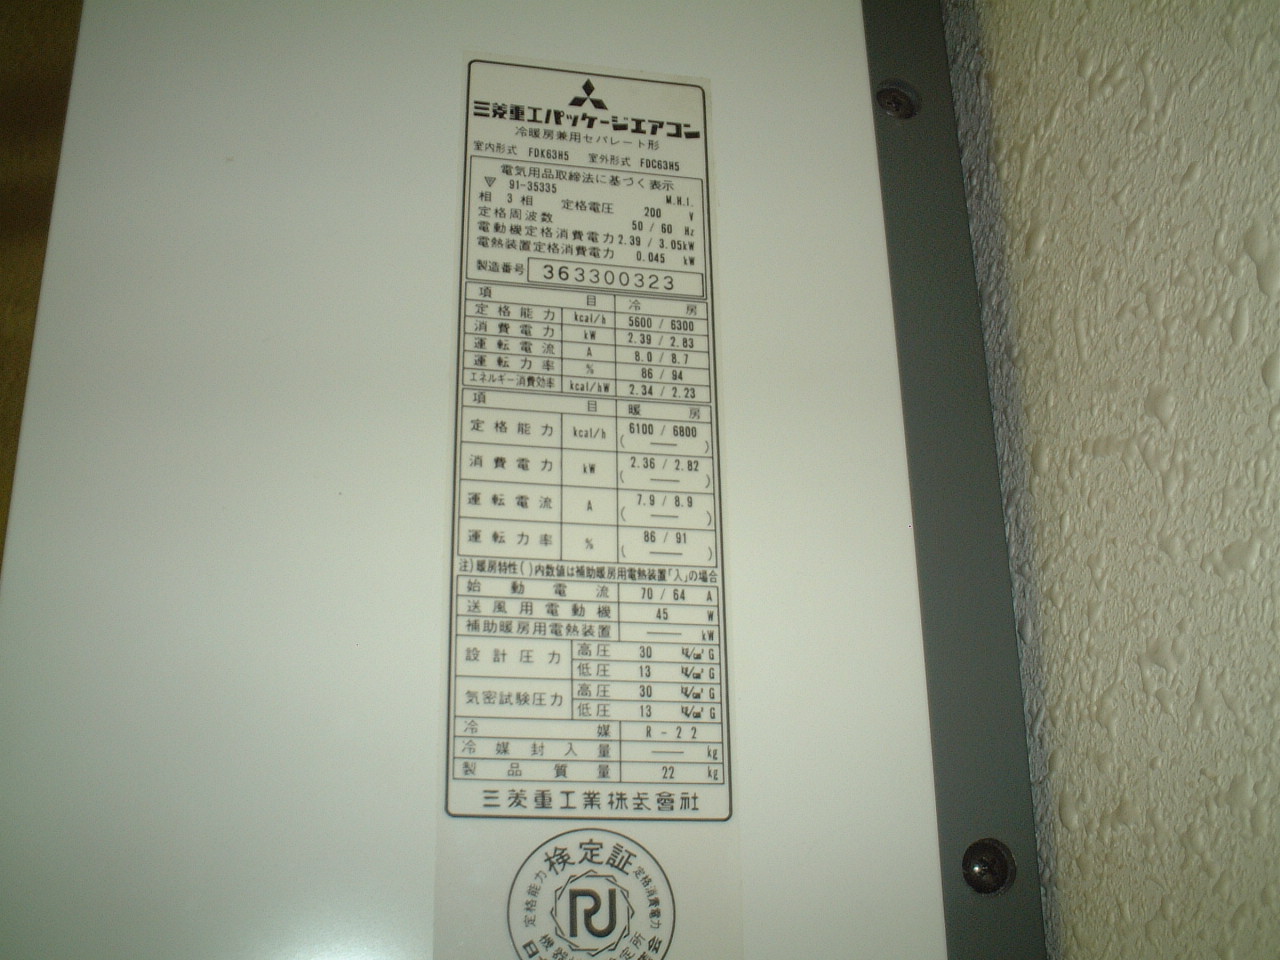 三菱重工パッケージエアコン
冷暖房兼用セパレート形
室内形式 FDK63H5 室外形式 FDC63H5
電気用品取締法に基づく表示
91-35335 M.H.I.
相 3 相 定格電圧 200 V
定格周波数 50 / 60 Hz
電動機定格消費電力 2.39 / 3.05 kW
電熱装置定格消費電力 0.045 kW
製造番号 363300323
項目 冷房
定格能力 kcal/h 5600 / 6300
消費電力 kW 2.39 / 2.83
運転電流 A 8.0 / 8.7
運転力率 % 86 / 94
エネルギー消費効率 kcal/hW 2.34 / 2.23
項目 暖房
定格能力 kcal/h 6100 / 6800
( — )
消費電力 kW 2.36 / 2.82
( — )
運転電流 A 7.9 / 8.9
( — )
運転力率 % 86 / 91
( — )
注)暖房特性( )内数値は補助暖房用電熱装置「入」の場合
始動電流 70 / 64 A
送風用電動機 45 W
補助暖房用電熱装置 — kW
設計圧力 高圧 30 kg/cm² G
低圧 13 kg/cm² G
気密試験圧力 高圧 30 kg/cm² G
低圧 13 kg/cm² G
冷媒 R-22
冷媒封入量 — kg
製品質量 22 kg
三菱重工業株式會社
検定証
定格能力 定格消費電力